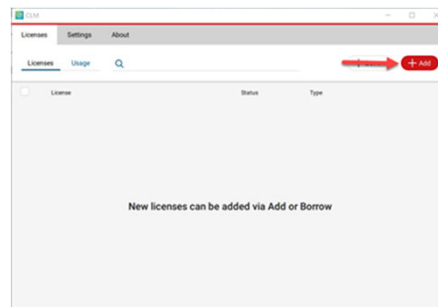 CLM
Licenses Settings About
Licenses Usage + Add
License Status Type
New licenses can be added via Add or Borrow